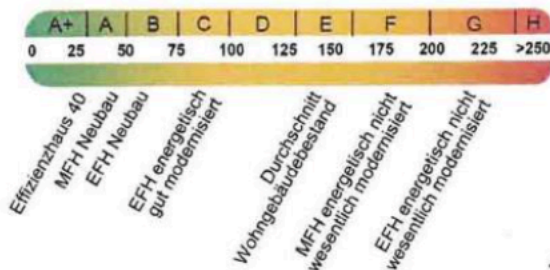 A+ A B C D E F G H
0 25 50 75 100 125 150 175 200 225 >250
Effizienzhaus 40
MFH Neubau
EFH Neubau
EFH energetisch
gut modernisiert
Durchschnitt
Wohngebäudebestand
MFH energetisch nicht
wesentlich modernisiert
EFH energetisch nicht
wesentlich modernisiert